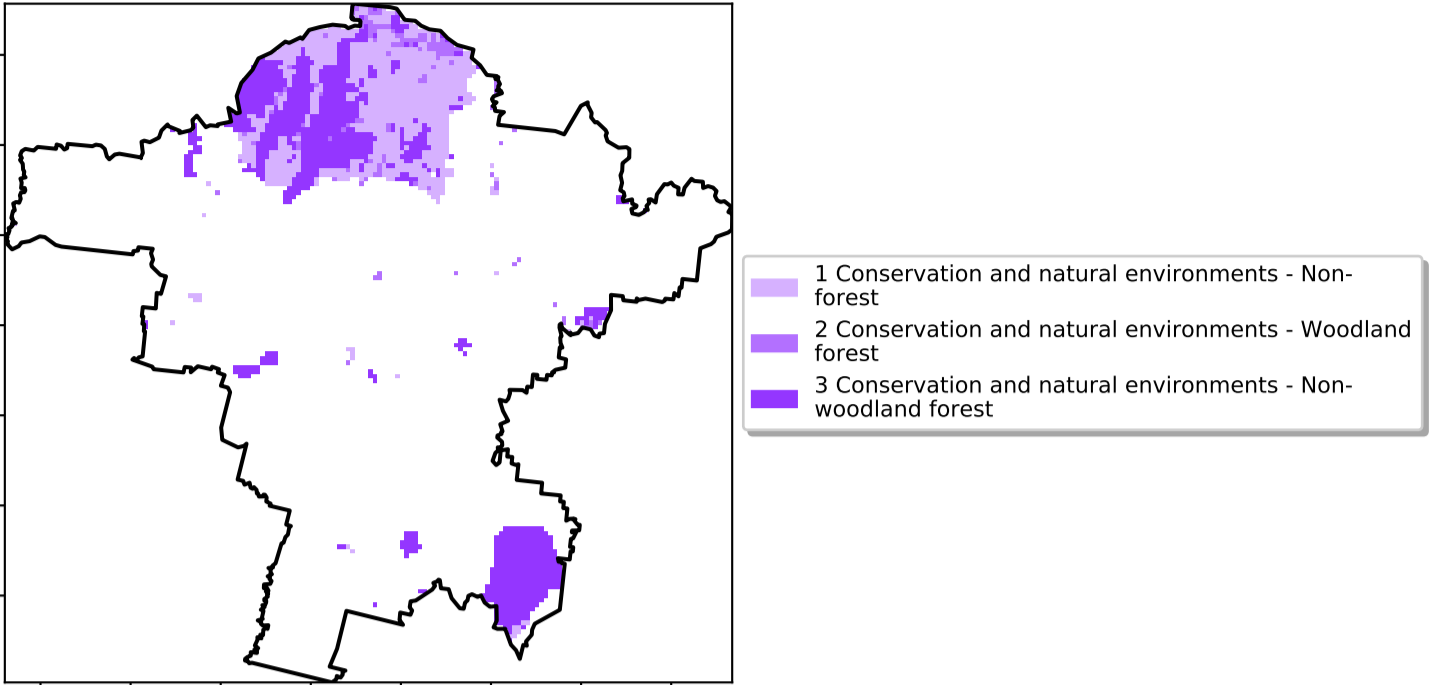 1 Conservation and natural environments - Non-
forest
2 Conservation and natural environments - Woodland
forest
3 Conservation and natural environments - Non-
woodland forest